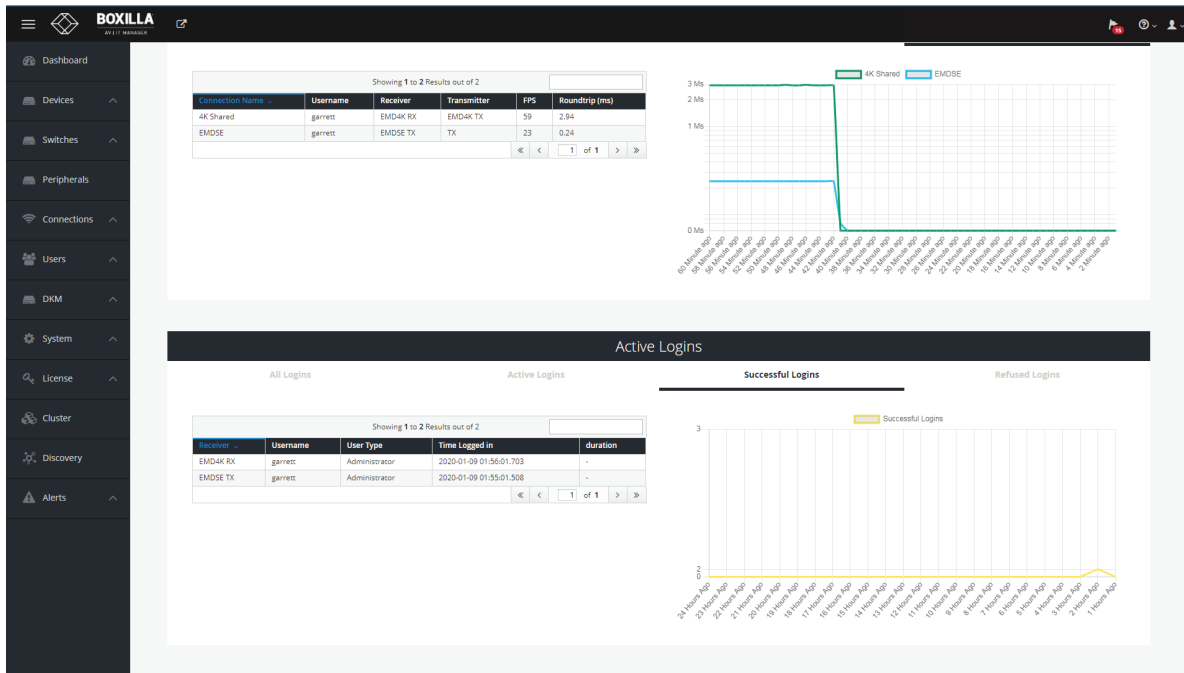 BOXILLA
AV | IT MANAGER
15
Dashboard
Devices
Switches
Peripherals
Connections
Users
DKM
System
License
Cluster
Discovery
Alerts
Showing 1 to 2 Results out of 2
Connection Name Username Receiver Transmitter FPS Roundtrip (ms)
4K Shared garrett EMD4K RX EMD4K TX 59 2.94
EMDSE garrett EMDSE TX TX 23 0.24
1 of 1
4K Shared EMDSE
3 Ms
2 Ms
1 Ms
0 Ms
60 Minute ago
58 Minute ago
56 Minute ago
54 Minute ago
52 Minute ago
50 Minute ago
48 Minute ago
46 Minute ago
44 Minute ago
42 Minute ago
40 Minute ago
38 Minute ago
36 Minute ago
34 Minute ago
32 Minute ago
30 Minute ago
28 Minute ago
26 Minute ago
24 Minute ago
22 Minute ago
20 Minute ago
18 Minute ago
16 Minute ago
14 Minute ago
12 Minute ago
10 Minute ago
8 Minute ago
6 Minute ago
4 Minute ago
2 Minute ago
Active Logins
All Logins Active Logins Successful Logins Refused Logins
Showing 1 to 2 Results out of 2
Receiver Username User Type Time Logged in duration
EMD4K RX garrett Administrator 2020-01-09 01:56:01.703 -
EMDSE TX garrett Administrator 2020-01-09 01:55:01.508 -
1 of 1
Successful Logins
3
2
0
24 Hours Ago
23 Hours Ago
22 Hours Ago
21 Hours Ago
20 Hours Ago
19 Hours Ago
18 Hours Ago
17 Hours Ago
16 Hours Ago
15 Hours Ago
14 Hours Ago
13 Hours Ago
12 Hours Ago
11 Hours Ago
10 Hours Ago
9 Hours Ago
8 Hours Ago
7 Hours Ago
6 Hours Ago
5 Hours Ago
4 Hours Ago
3 Hours Ago
2 Hours Ago
1 Hours Ago